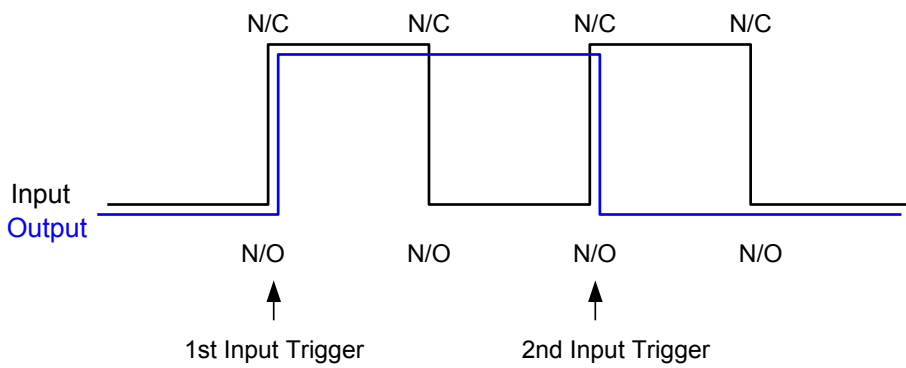 N/C N/C N/C N/C
Input
Output
N/O N/O N/O N/O
1st Input Trigger 2nd Input Trigger